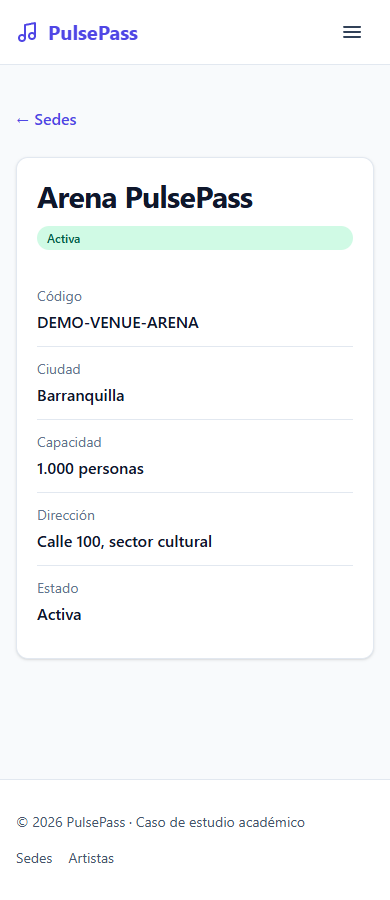 PulsePass
← Sedes
Arena PulsePass
Activa
Código
DEMO-VENUE-ARENA
Ciudad
Barranquilla
Capacidad
1.000 personas
Dirección
Calle 100, sector cultural
Estado
Activa
© 2026 PulsePass · Caso de estudio académico
Sedes Artistas